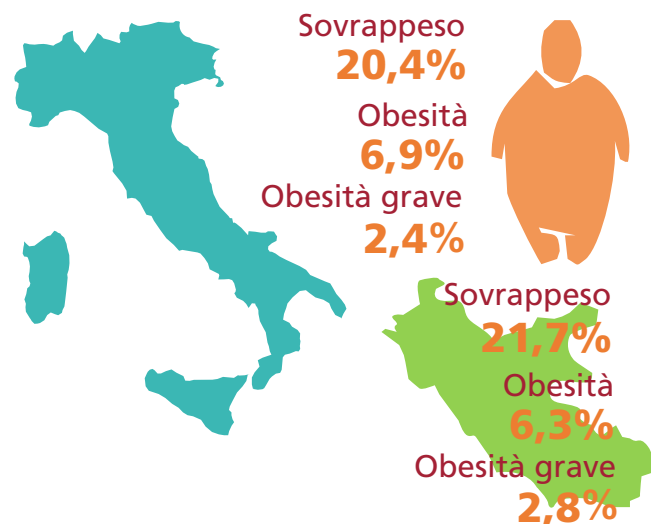 Sovrappeso
20,4%
Obesità
6,9%
Obesità grave
2,4%
Sovrappeso
21,7%
Obesità
6,3%
Obesità grave
2,8%